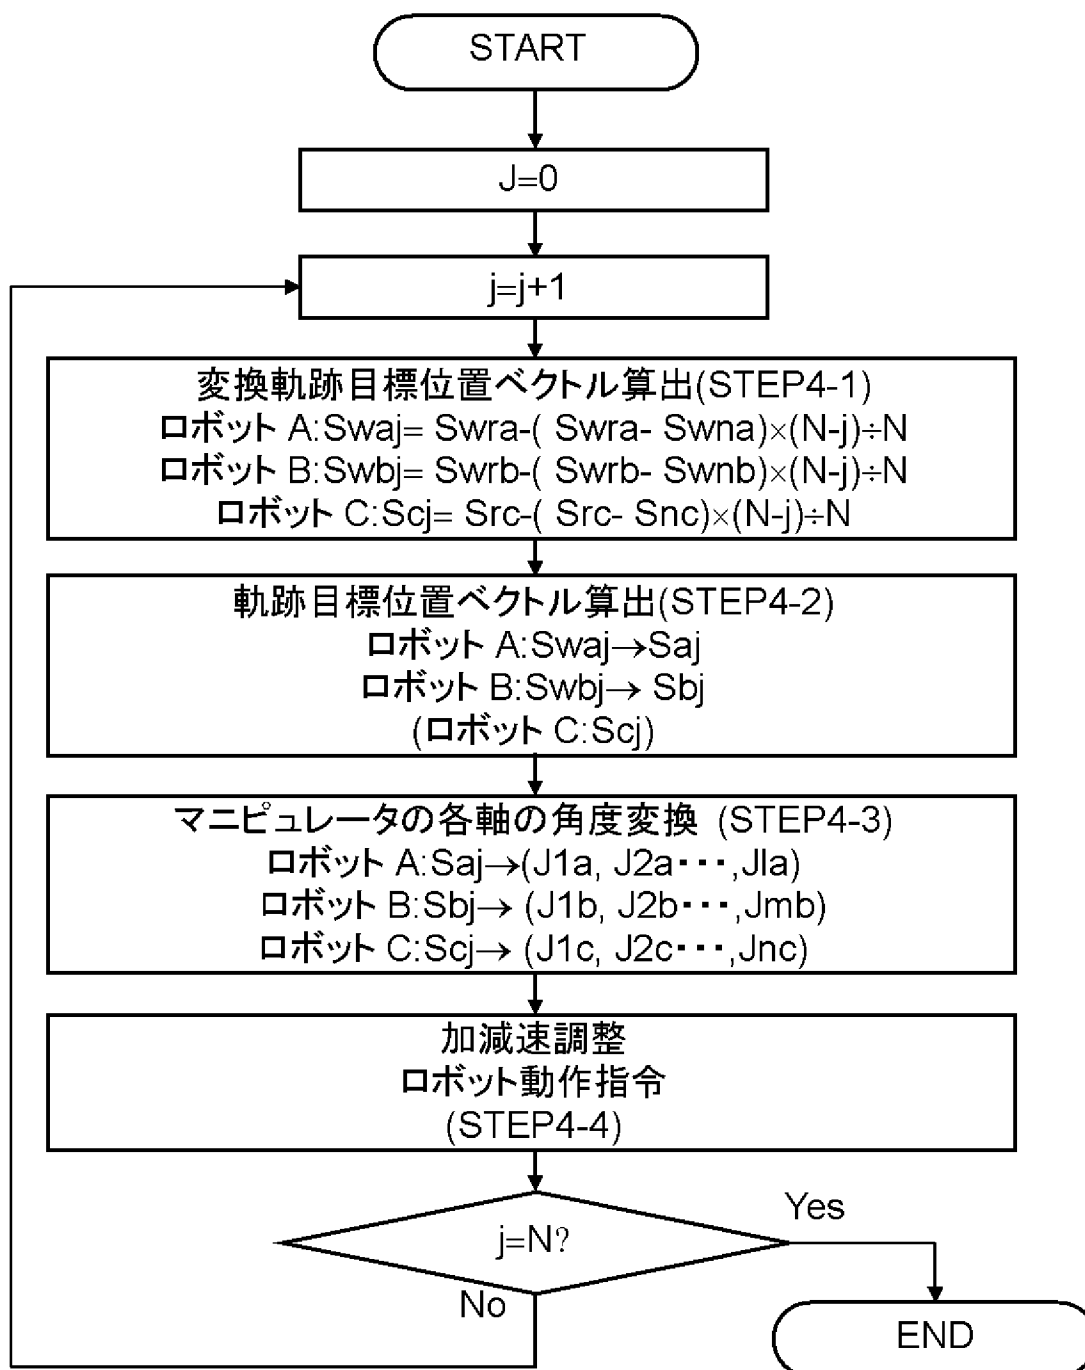 START
J=0
j=j+1
変換軌跡目標位置ベクトル算出(STEP4-1)
ロボット A:Swaj= Swra-( Swra- Swna)×(N-j)÷N
ロボット B:Swbj= Swrb-( Swrb- Swnb)×(N-j)÷N
ロボット C:Scj= Src-( Src- Snc)×(N-j)÷N
軌跡目標位置ベクトル算出(STEP4-2)
ロボット A:Swaj→Saj
ロボット B:Swbj→ Sbj
(ロボット C:Scj)
マニピュレータの各軸の角度変換 (STEP4-3)
ロボット A:Saj→(J1a, J2a･･･,Jla)
ロボット B:Sbj→ (J1b, J2b･･･,Jmb)
ロボット C:Scj→ (J1c, J2c･･･,Jnc)
加減速調整
ロボット動作指令
(STEP4-4)
j=N?
Yes
No
END